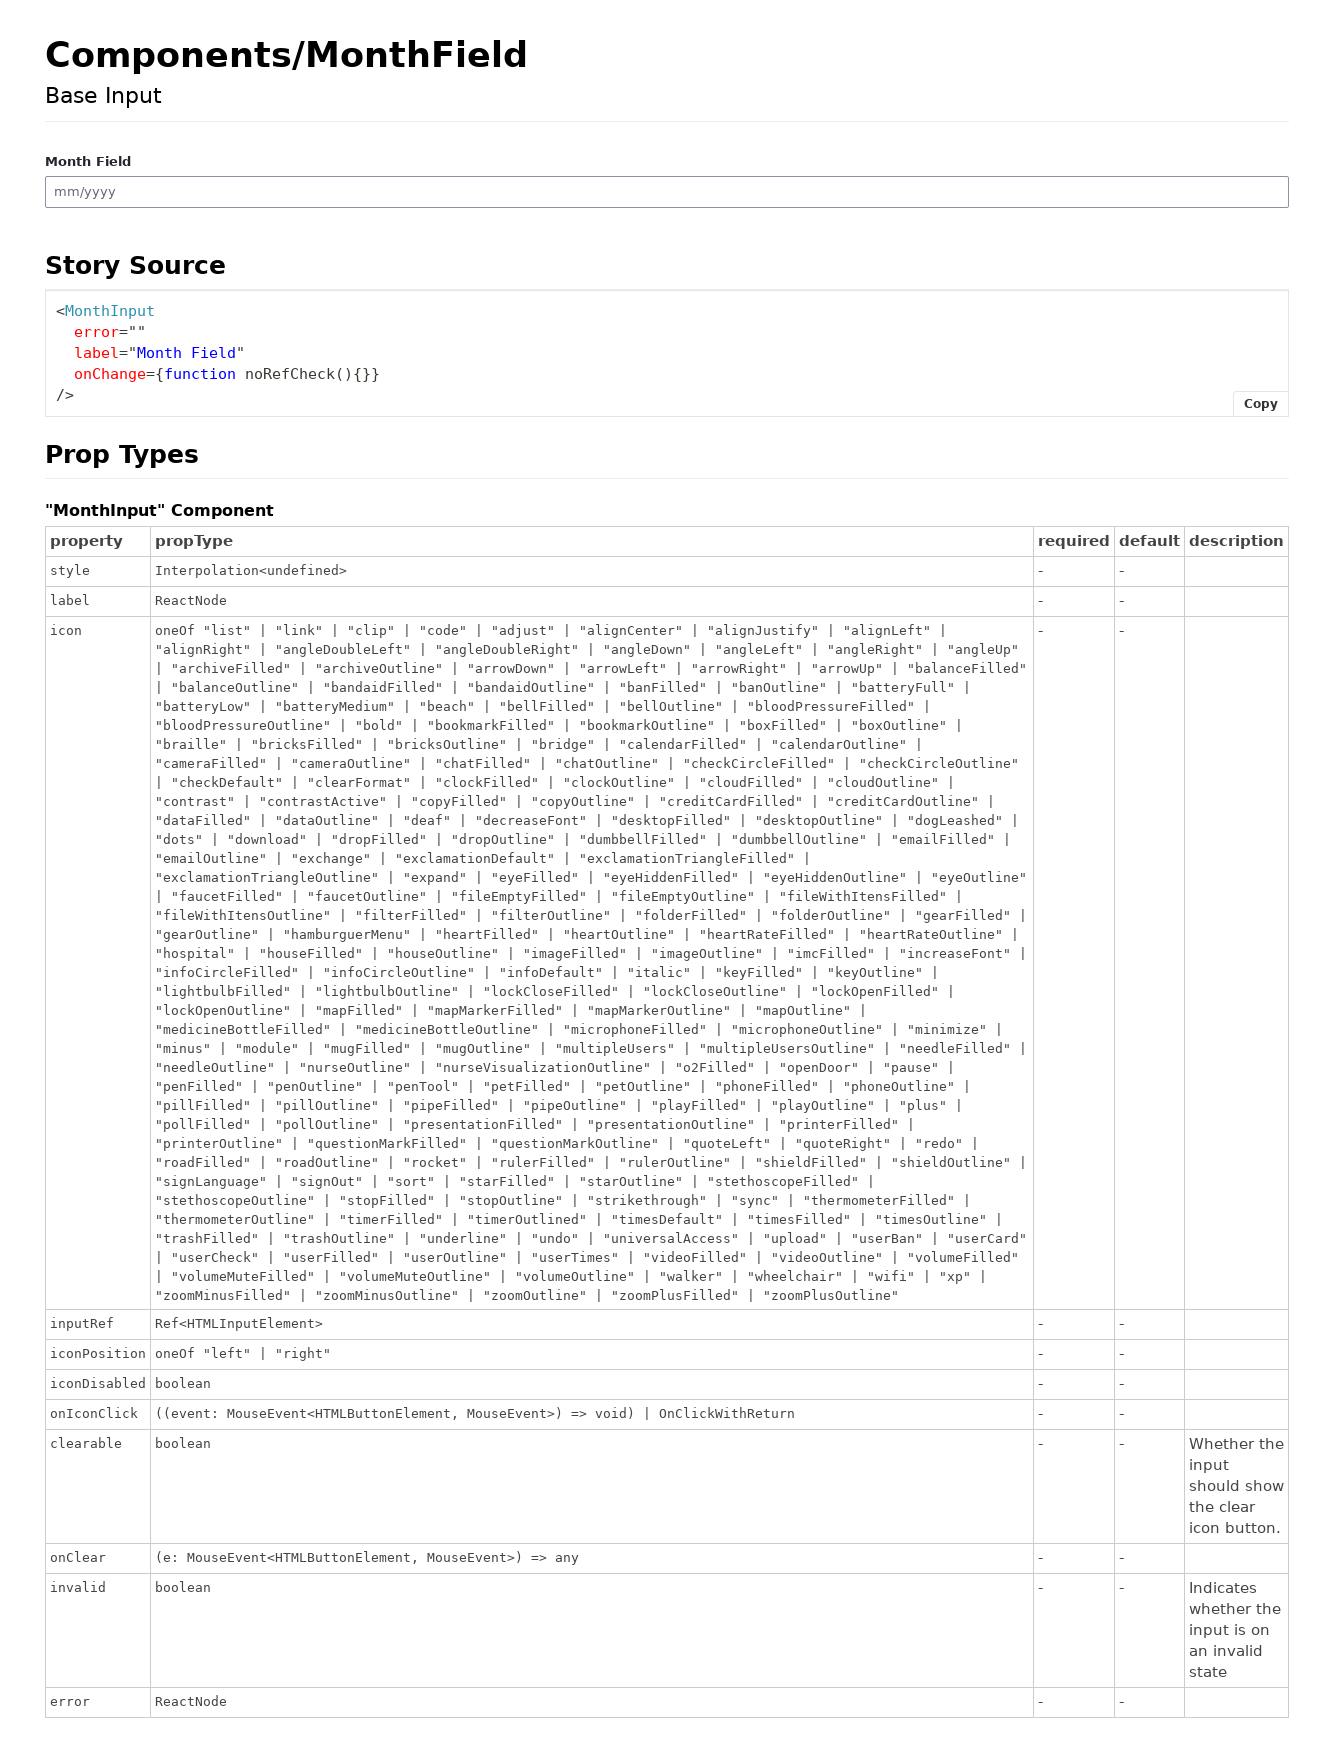 Components/MonthField
Base Input
Month Field
mm/yyyy
Story Source
<MonthInput
error=""
label="Month Field"
onChange={function noRefCheck(){}}
/>
Copy
Prop Types
"MonthInput" Component
property propType required default description
style Interpolation<undefined> - -
label ReactNode - -
icon oneOf "list" | "link" | "clip" | "code" | "adjust" | "alignCenter" | "alignJustify" | "alignLeft" | - -
"alignRight" | "angleDoubleLeft" | "angleDoubleRight" | "angleDown" | "angleLeft" | "angleRight" | "angleUp"
| "archiveFilled" | "archiveOutline" | "arrowDown" | "arrowLeft" | "arrowRight" | "arrowUp" | "balanceFilled"
| "balanceOutline" | "bandaidFilled" | "bandaidOutline" | "banFilled" | "banOutline" | "batteryFull" |
"batteryLow" | "batteryMedium" | "beach" | "bellFilled" | "bellOutline" | "bloodPressureFilled" |
"bloodPressureOutline" | "bold" | "bookmarkFilled" | "bookmarkOutline" | "boxFilled" | "boxOutline" |
"braille" | "bricksFilled" | "bricksOutline" | "bridge" | "calendarFilled" | "calendarOutline" |
"cameraFilled" | "cameraOutline" | "chatFilled" | "chatOutline" | "checkCircleFilled" | "checkCircleOutline"
| "checkDefault" | "clearFormat" | "clockFilled" | "clockOutline" | "cloudFilled" | "cloudOutline" |
"contrast" | "contrastActive" | "copyFilled" | "copyOutline" | "creditCardFilled" | "creditCardOutline" |
"dataFilled" | "dataOutline" | "deaf" | "decreaseFont" | "desktopFilled" | "desktopOutline" | "dogLeashed" |
"dots" | "download" | "dropFilled" | "dropOutline" | "dumbbellFilled" | "dumbbellOutline" | "emailFilled" |
"emailOutline" | "exchange" | "exclamationDefault" | "exclamationTriangleFilled" |
"exclamationTriangleOutline" | "expand" | "eyeFilled" | "eyeHiddenFilled" | "eyeHiddenOutline" | "eyeOutline"
| "faucetFilled" | "faucetOutline" | "fileEmptyFilled" | "fileEmptyOutline" | "fileWithItensFilled" |
"fileWithItensOutline" | "filterFilled" | "filterOutline" | "folderFilled" | "folderOutline" | "gearFilled" |
"gearOutline" | "hamburguerMenu" | "heartFilled" | "heartOutline" | "heartRateFilled" | "heartRateOutline" |
"hospital" | "houseFilled" | "houseOutline" | "imageFilled" | "imageOutline" | "imcFilled" | "increaseFont" |
"infoCircleFilled" | "infoCircleOutline" | "infoDefault" | "italic" | "keyFilled" | "keyOutline" |
"lightbulbFilled" | "lightbulbOutline" | "lockCloseFilled" | "lockCloseOutline" | "lockOpenFilled" |
"lockOpenOutline" | "mapFilled" | "mapMarkerFilled" | "mapMarkerOutline" | "mapOutline" |
"medicineBottleFilled" | "medicineBottleOutline" | "microphoneFilled" | "microphoneOutline" | "minimize" |
"minus" | "module" | "mugFilled" | "mugOutline" | "multipleUsers" | "multipleUsersOutline" | "needleFilled" |
"needleOutline" | "nurseOutline" | "nurseVisualizationOutline" | "o2Filled" | "openDoor" | "pause" |
"penFilled" | "penOutline" | "penTool" | "petFilled" | "petOutline" | "phoneFilled" | "phoneOutline" |
"pillFilled" | "pillOutline" | "pipeFilled" | "pipeOutline" | "playFilled" | "playOutline" | "plus" |
"pollFilled" | "pollOutline" | "presentationFilled" | "presentationOutline" | "printerFilled" |
"printerOutline" | "questionMarkFilled" | "questionMarkOutline" | "quoteLeft" | "quoteRight" | "redo" |
"roadFilled" | "roadOutline" | "rocket" | "rulerFilled" | "rulerOutline" | "shieldFilled" | "shieldOutline" |
"signLanguage" | "signOut" | "sort" | "starFilled" | "starOutline" | "stethoscopeFilled" |
"stethoscopeOutline" | "stopFilled" | "stopOutline" | "strikethrough" | "sync" | "thermometerFilled" |
"thermometerOutline" | "timerFilled" | "timerOutlined" | "timesDefault" | "timesFilled" | "timesOutline" |
"trashFilled" | "trashOutline" | "underline" | "undo" | "universalAccess" | "upload" | "userBan" | "userCard"
| "userCheck" | "userFilled" | "userOutline" | "userTimes" | "videoFilled" | "videoOutline" | "volumeFilled"
| "volumeMuteFilled" | "volumeMuteOutline" | "volumeOutline" | "walker" | "wheelchair" | "wifi" | "xp" |
"zoomMinusFilled" | "zoomMinusOutline" | "zoomOutline" | "zoomPlusFilled" | "zoomPlusOutline"
inputRef Ref<HTMLInputElement> - -
iconPosition oneOf "left" | "right" - -
iconDisabled boolean - -
onIconClick ((event: MouseEvent<HTMLButtonElement, MouseEvent>) => void) | OnClickWithReturn - -
clearable boolean - - Whether the
input
should show
the clear
icon button.
onClear (e: MouseEvent<HTMLButtonElement, MouseEvent>) => any - -
invalid boolean - - Indicates
whether the
input is on
an invalid
state
error ReactNode - -